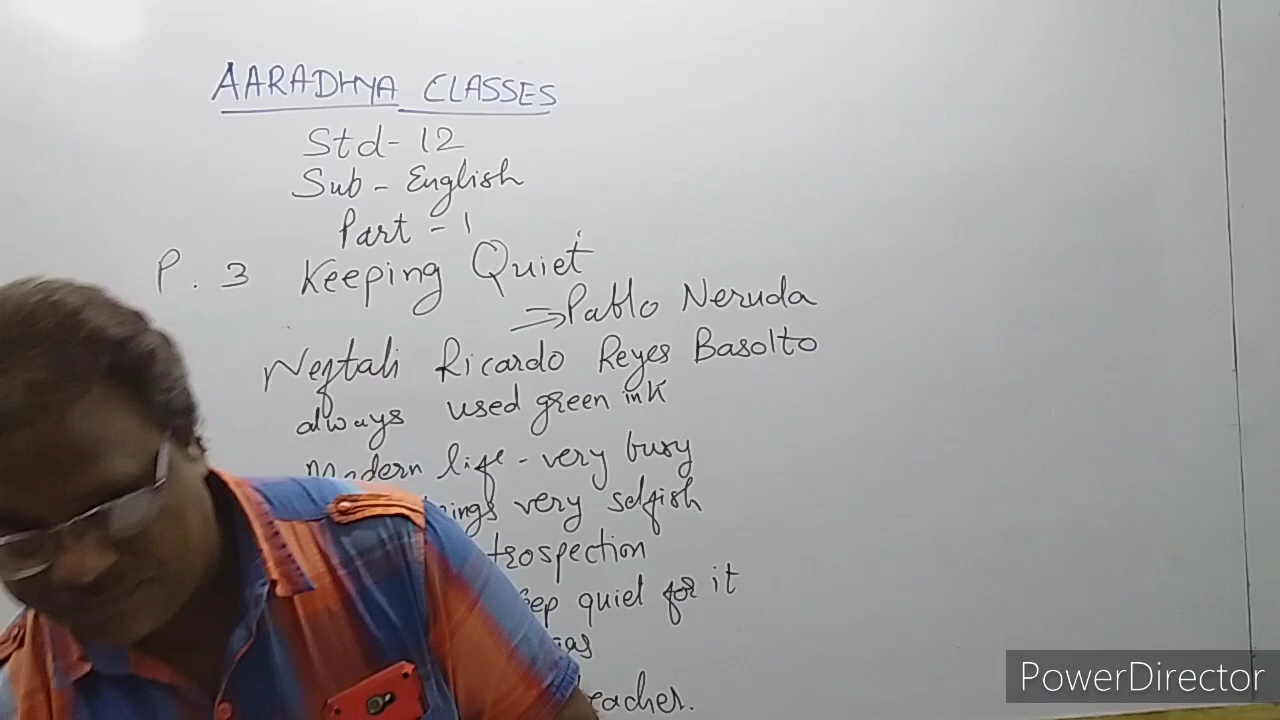 AARADHYA CLASSES
Std- 12
Sub - English
Part - 1
P. 3 Keeping Quiet
⇒ Pablo Neruda
Neftali Ricardo Reyes Basolto
always used green ink
Modern life - very busy
very selfish
quiet for it
PowerDirector